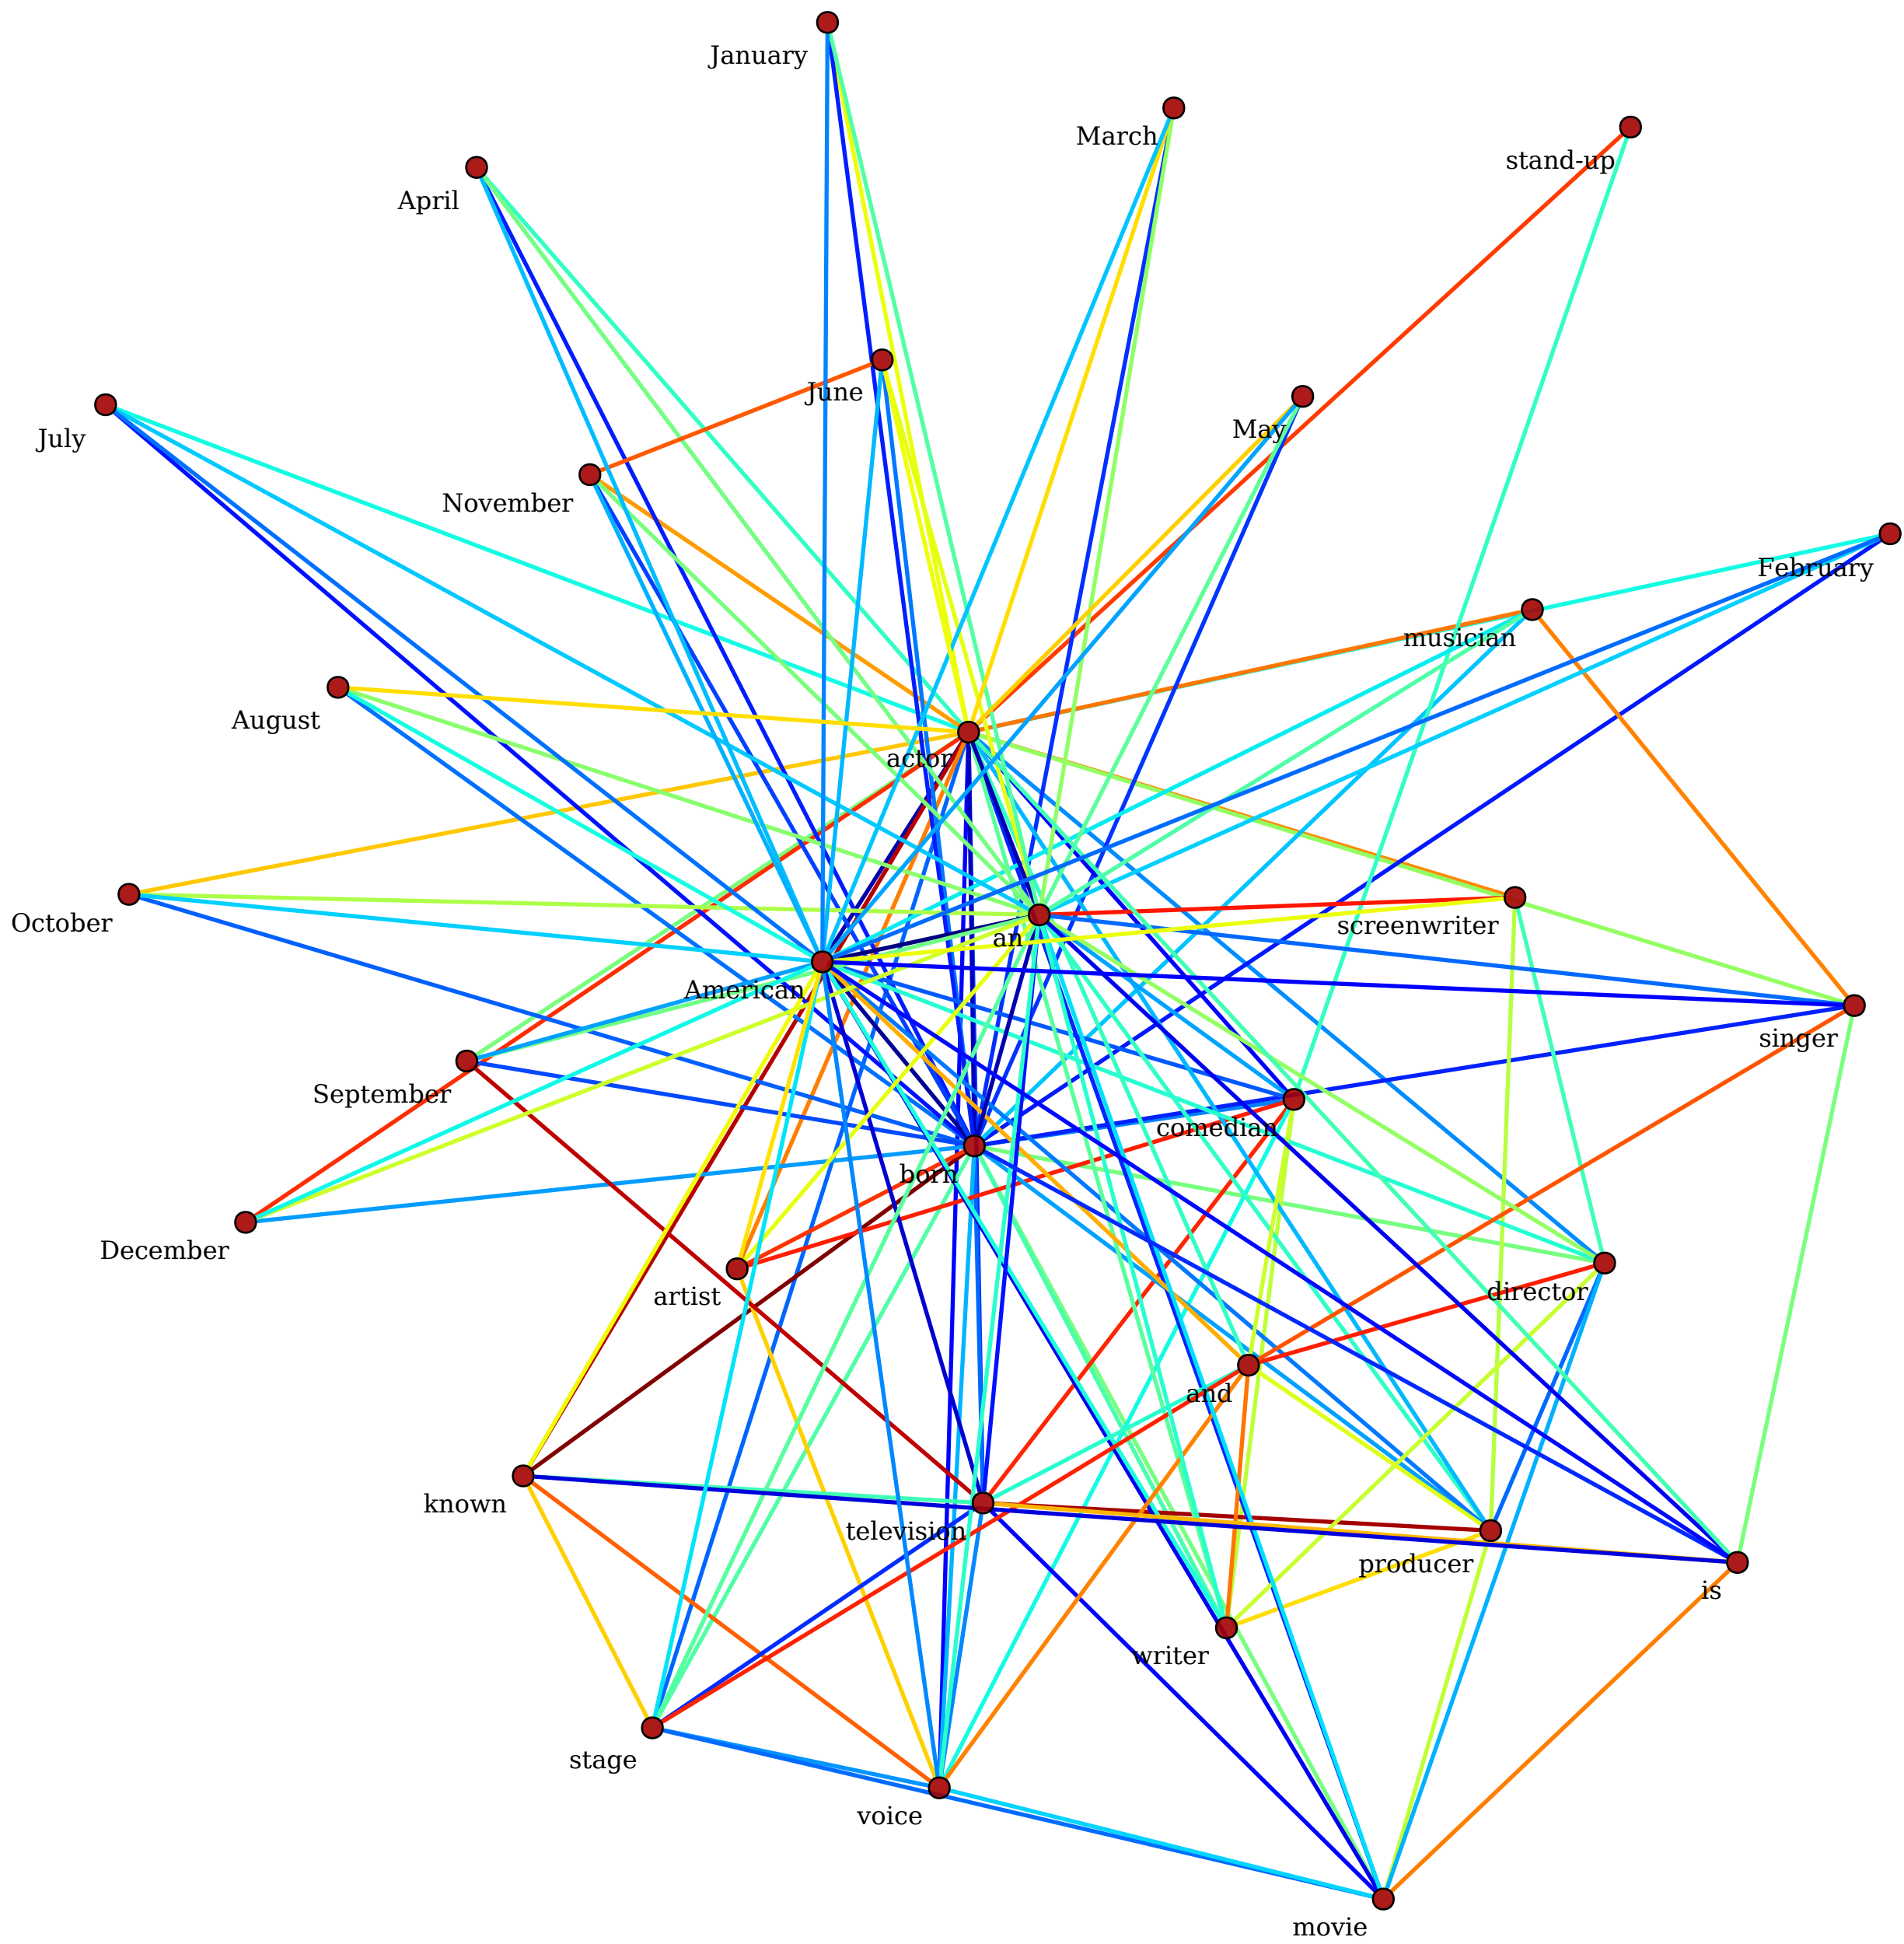 January
March
stand-up
April
June
July
May
November
February
musician
August
actor
October
screenwriter
an
American
singer
September
comedian
born
December
director
artist
and
known
television
producer
is
writer
stage
voice
movie